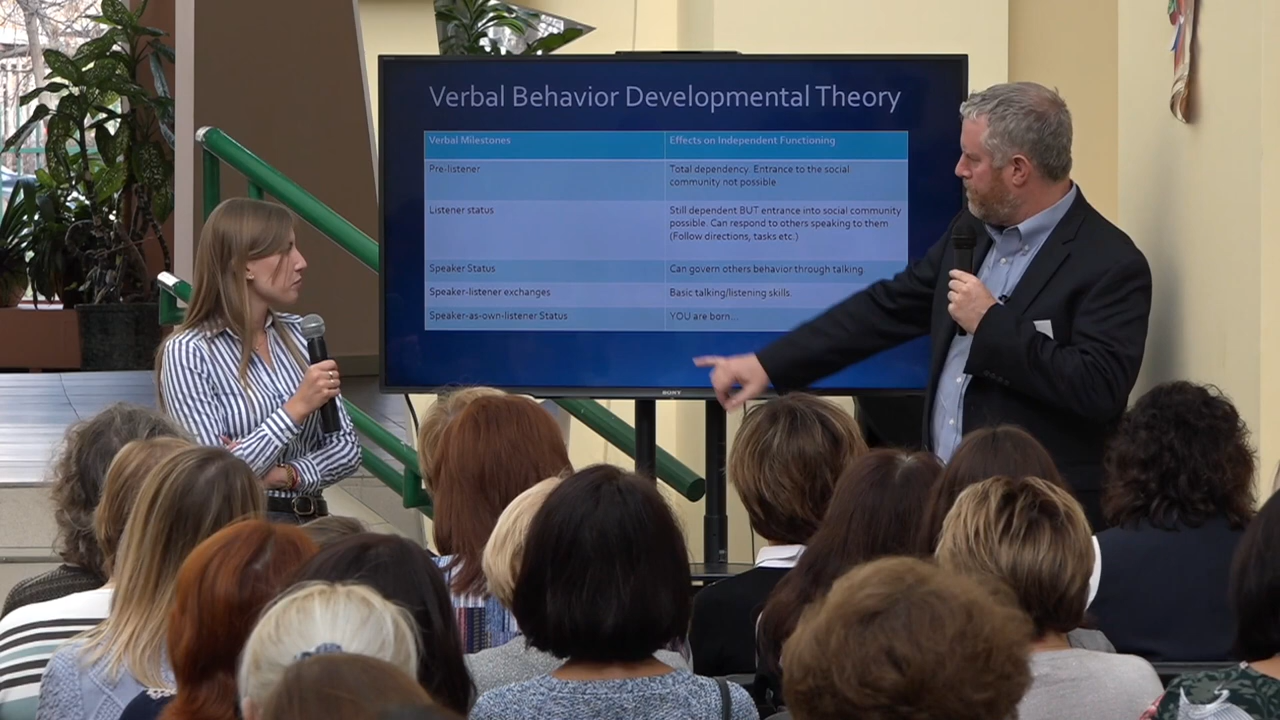 Verbal Behavior Developmental Theory
Verbal Milestones
Effects on Independent Functioning
Pre-listener
Total dependency. Entrance to the social
community not possible
Listener status
Still dependent BUT entrance into social community
possible. Can respond to others speaking to them
(Follow directions, tasks etc.)
Speaker Status
Can govern others behavior through talking
Speaker-listener exchanges
Basic talking/listening skills.
Speaker-as-own-listener Status
YOU are born...
SONY